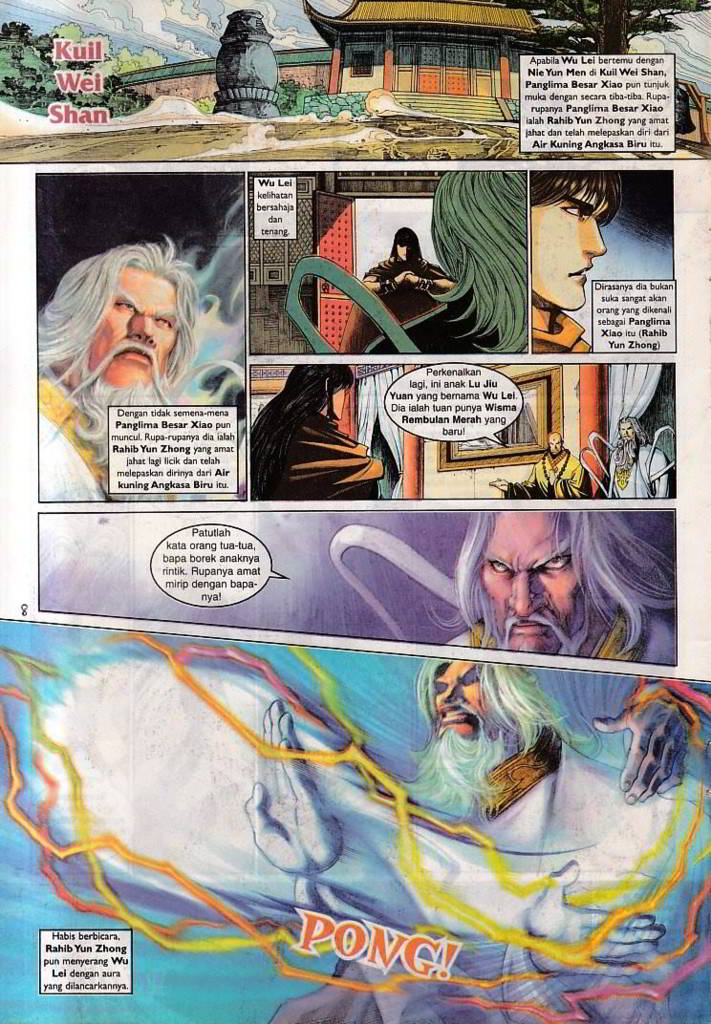 Kuil
Wei
Shan
Apabila Wu Lei bertemu dengan
Nie Yun Men di Kuil Wei Shan,
Panglima Besar Xiao pun tunjuk
muka dengan secara tiba-tiba. Rupa-
rupanya Panglima Besar Xiao
ialah Rahib Yun Zhong yang amat
jahat dan telah melepaskan diri dari
Air Kuning Angkasa Biru itu.
Dengan tidak semena-mena
Panglima Besar Xiao pun
muncul. Rupa-rupanya dia ialah
Rahib Yun Zhong yang amat
jahat lagi licik dan telah
melepaskan dirinya dari Air
kuning Angkasa Biru itu.
Wu Lei
kelihatan
bersahaja
dan
tenang.
Dirasanya dia bukan
suka sangat akan
orang yang dikenali
sebagai Panglima
Xiao itu (Rahib
Yun Zhong)
Perkenalkan
lagi, ini anak Lu Jiu
Yuan yang bernama Wu Lei.
Dia ialah tuan punya Wisma
Rembulan Merah yang
baru!
Patutlah
kata orang tua-tua,
bapa borek anaknya
rintik. Rupanya amat
mirip dengan bapa-
nya!
8
PONG!
Habis berbicara,
Rahib Yun Zhong
pun menyerang Wu
Lei dengan aura
yang dilancarkannya.